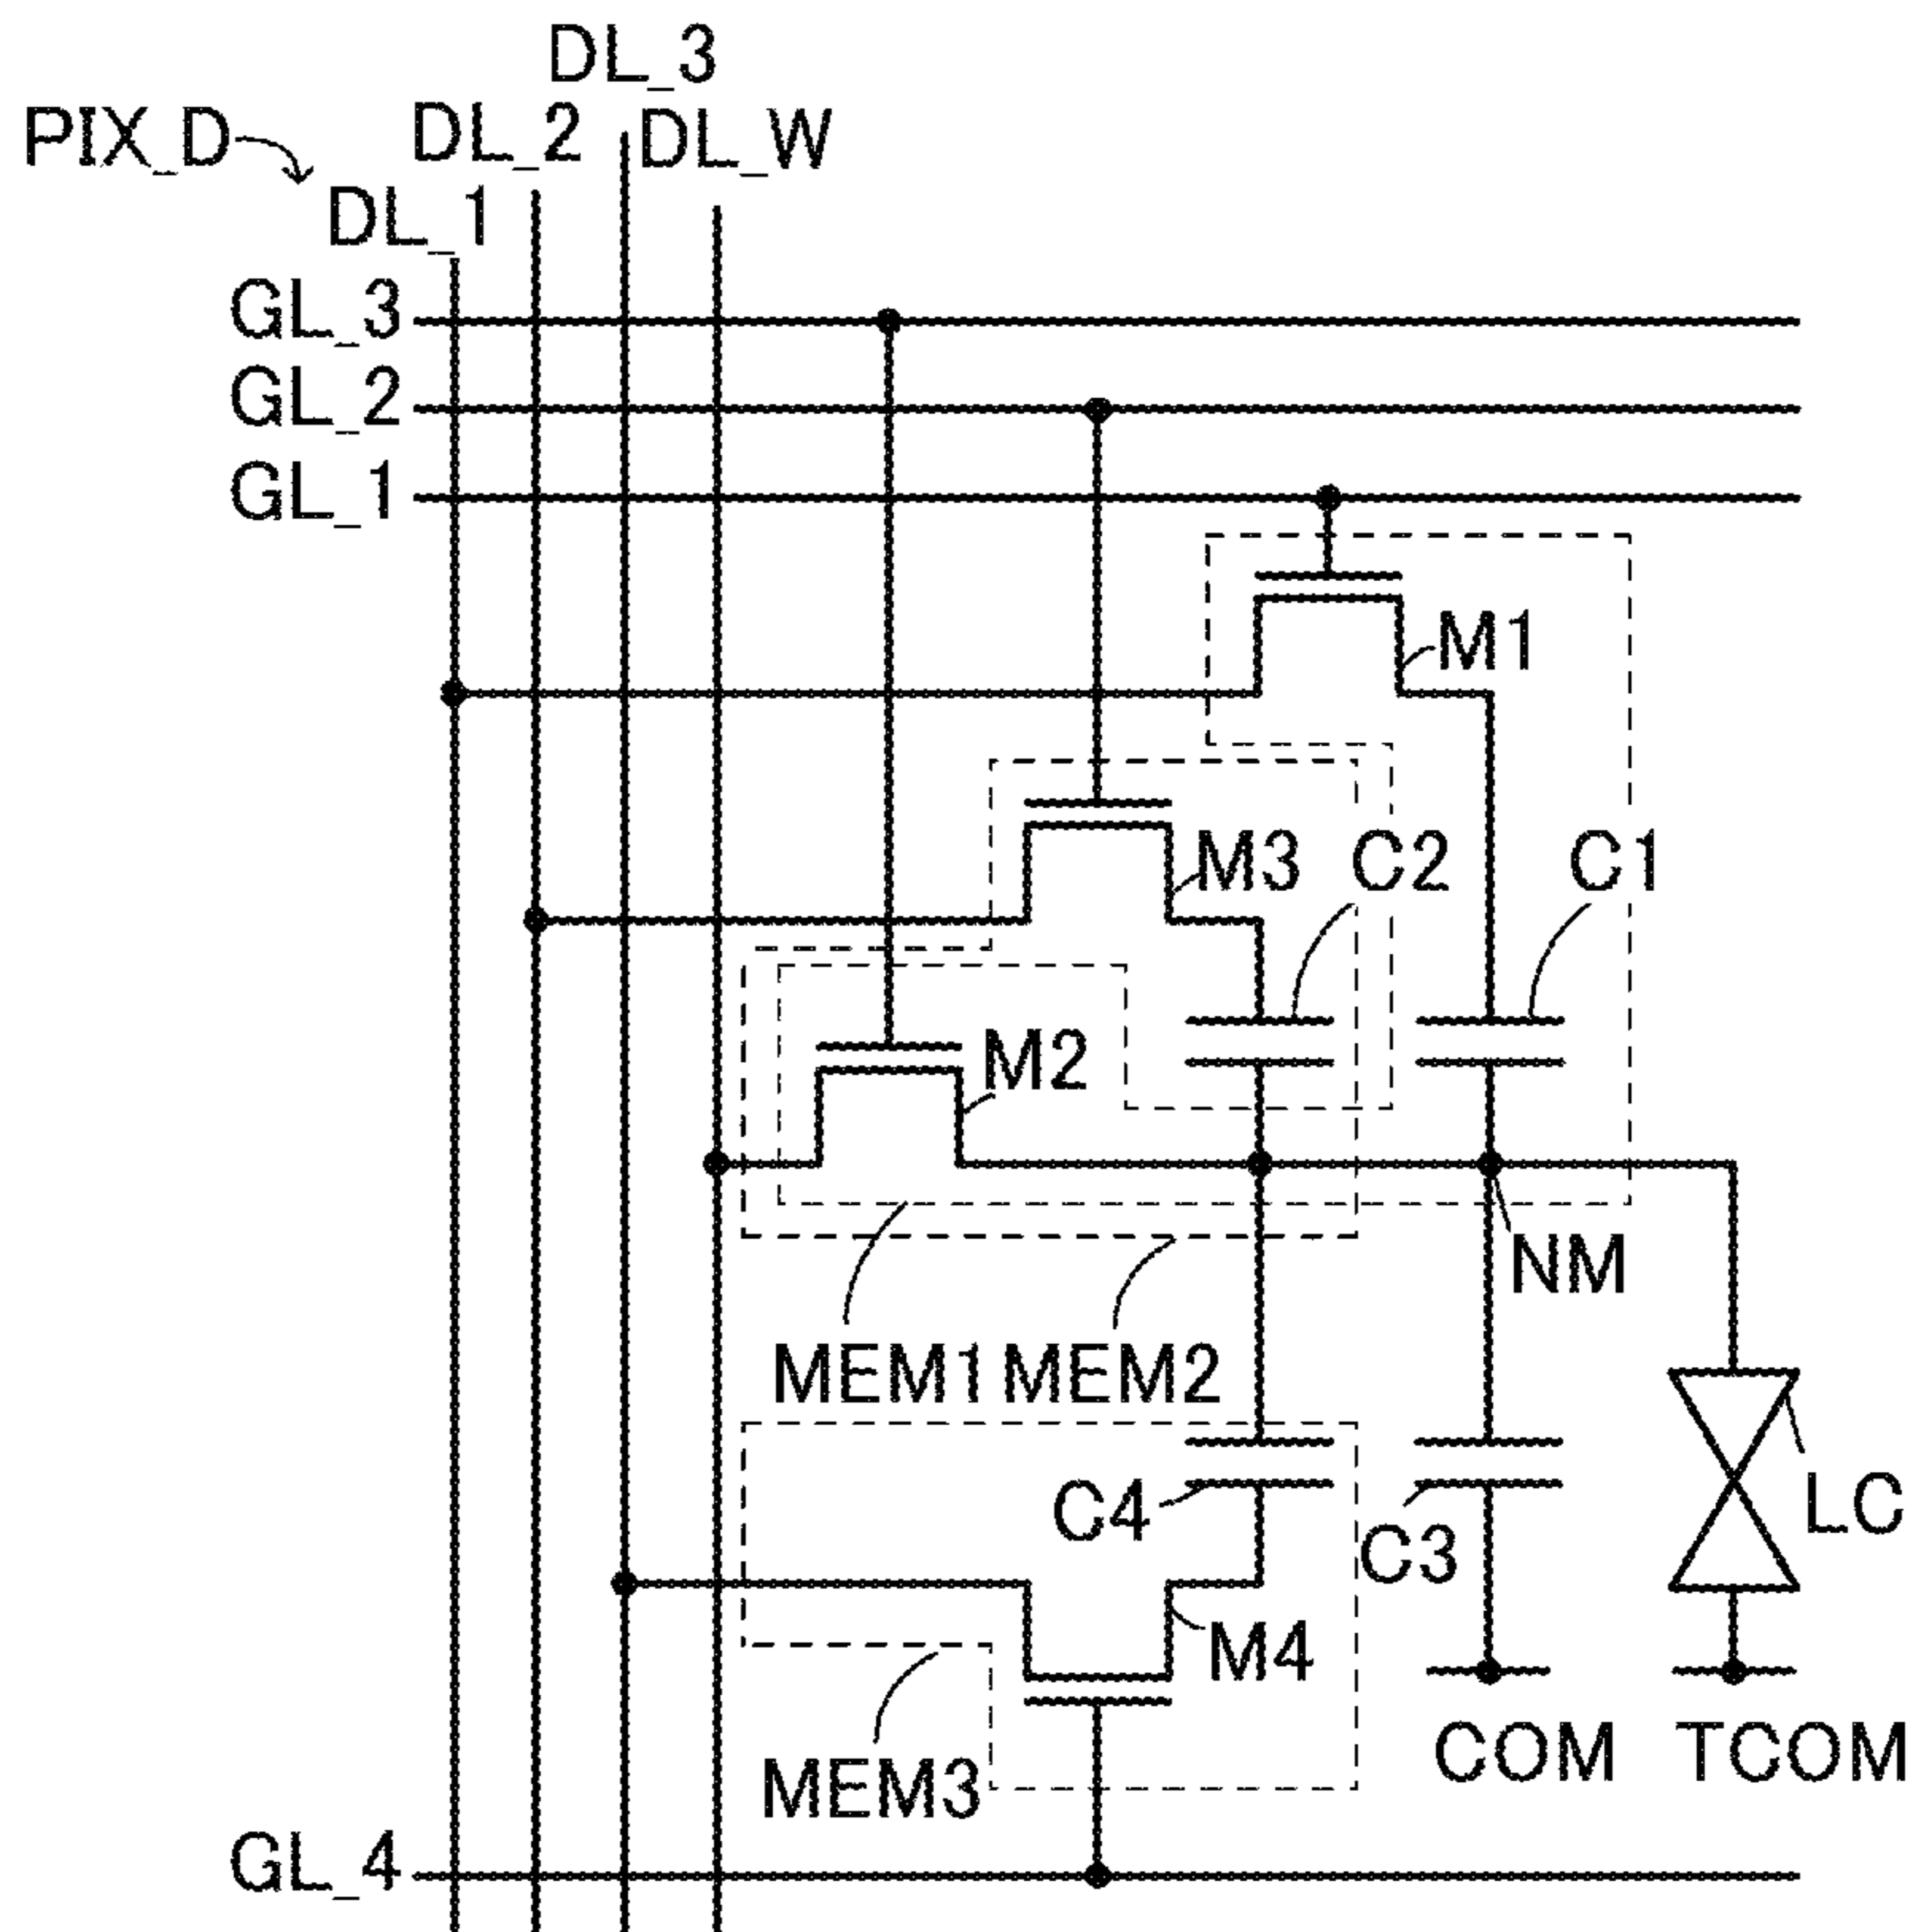 DL_3
PIX_D
DL_2
DL_W
DL_1
GL_3
GL_2
GL_1
M1
M3
C2
C1
M2
NM
MEM1
MEM2
C4
C3
LC
M4
COM
TCOM
MEM3
GL_4